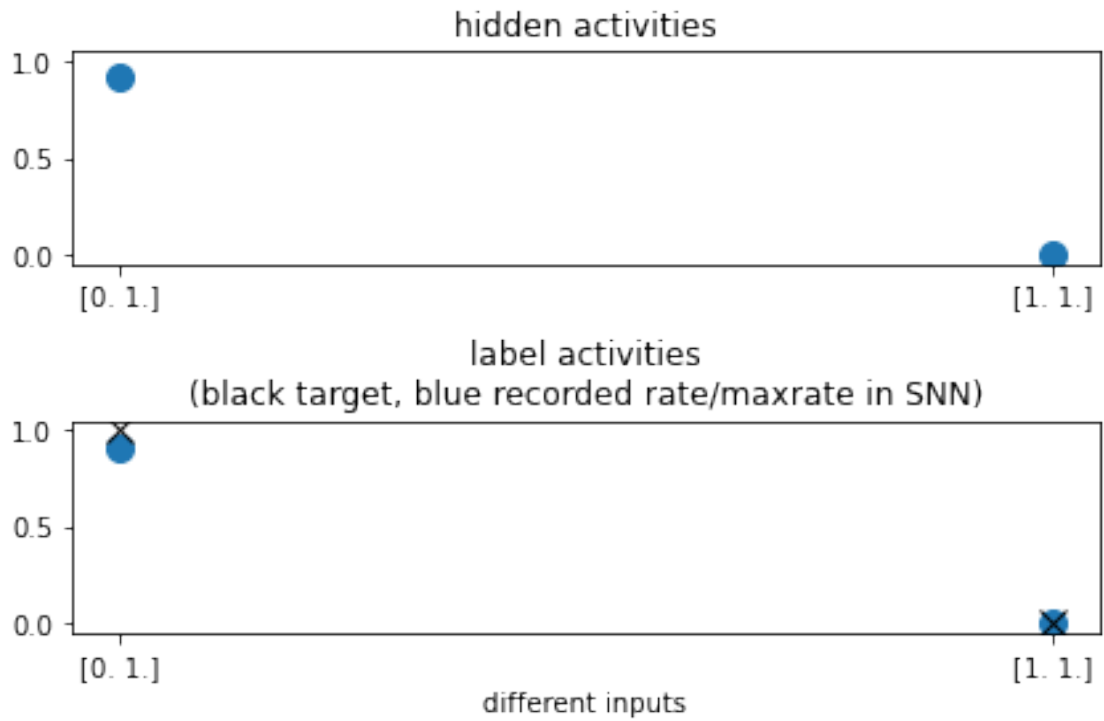 hidden activities
1.0
0.5
0.0
[0. 1.]
[1. 1.]
label activities
(black target, blue recorded rate/maxrate in SNN)
1.0
0.5
0.0
[0. 1.]
[1. 1.]
different inputs